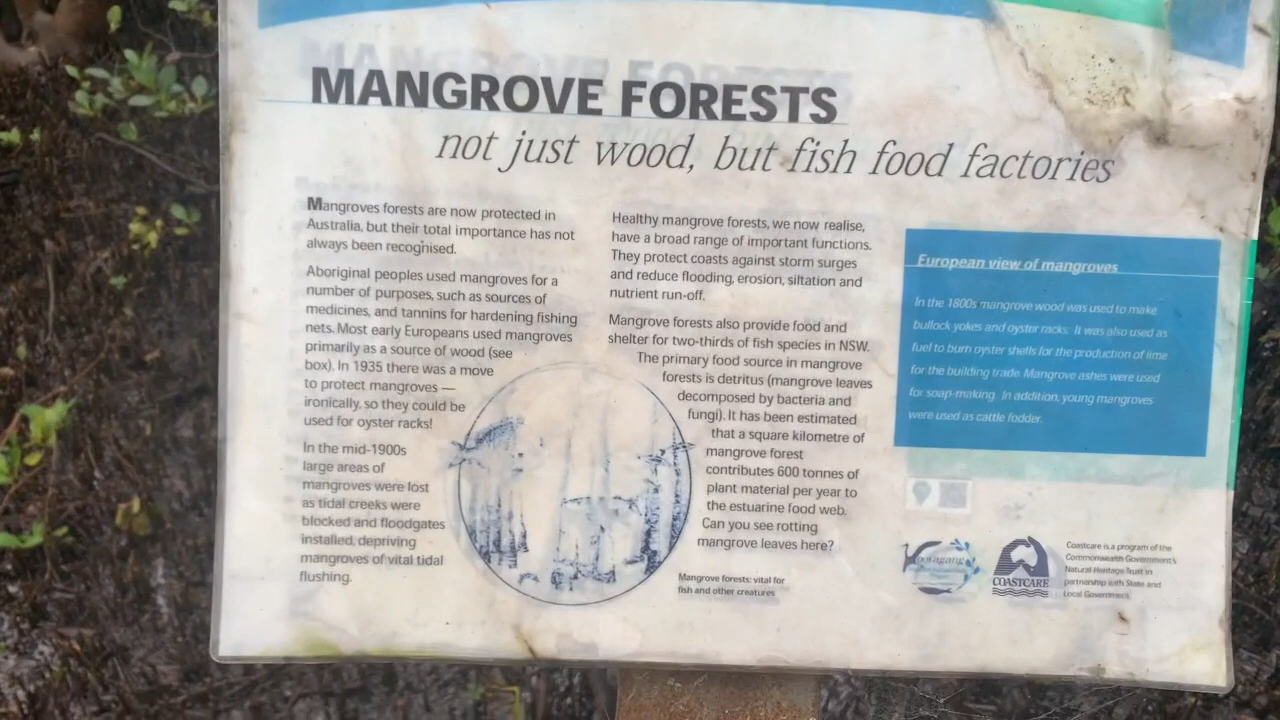 MANGROVE FORESTS
not just wood, but fish food factories
Mangroves forests are now protected in
Australia, but their total importance has not
always been recognised.
Aboriginal peoples used mangroves for a
number of purposes, such as sources of
medicines, and tannins for hardening fishing
nets. Most early Europeans used mangroves
primarily as a source of wood (see
box). In 1935 there was a move
to protect mangroves —
ironically, so they could be
used for oyster racks!
In the mid-1900s
large areas of
mangroves were lost
as tidal creeks were
blocked and floodgates
installed, depriving
mangroves of vital tidal
flushing.
Healthy mangrove forests, we now realise,
have a broad range of important functions.
They protect coasts against storm surges
and reduce flooding, erosion, siltation and
nutrient run-off.
Mangrove forests also provide food and
shelter for two-thirds of fish species in NSW.
The primary food source in mangrove
forests is detritus (mangrove leaves
decomposed by bacteria and
fungi). It has been estimated
that a square kilometre of
mangrove forest
contributes 600 tonnes of
plant material per year to
the estuarine food web.
Can you see rotting
mangrove leaves here?
Mangrove forests: vital for
fish and other creatures
European view of mangroves
In the 1800s mangrove wood was used to make
bullock yokes and oyster racks. It was also used as
fuel to burn oyster shells for the production of lime
for the building trade. Mangrove ashes were used
for soap-making. In addition, young mangroves
were used as cattle fodder.
Kooragang
COASTCARE
Coastcare is a program of the
Commonwealth Government's
Natural Heritage Trust in
partnership with State and
Local Government.